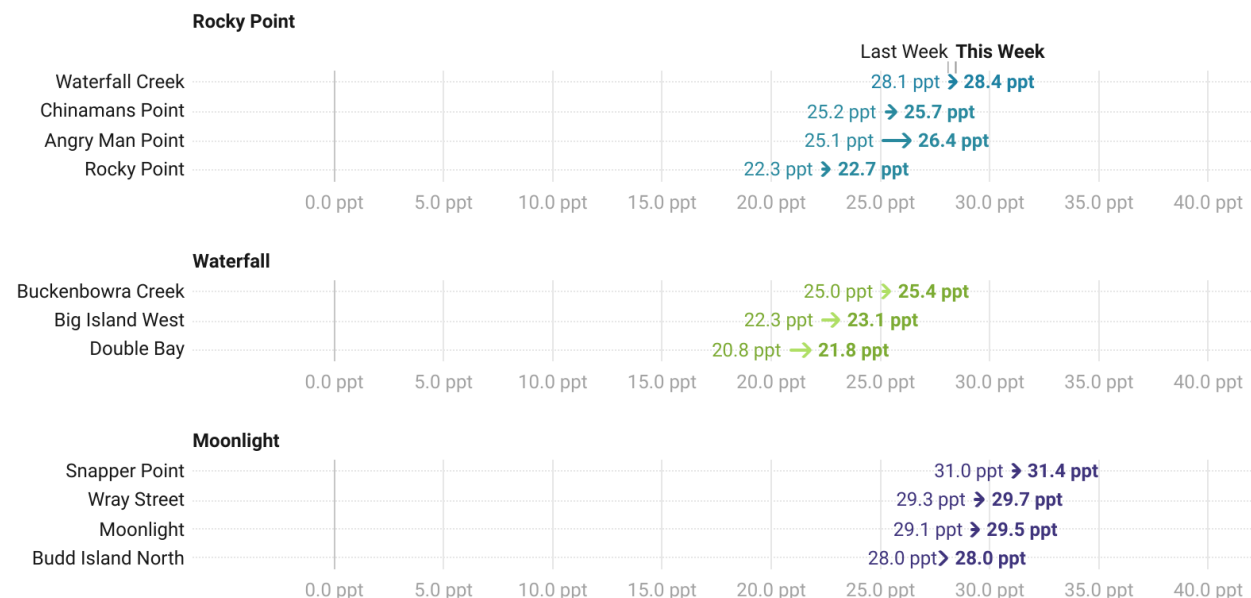 Rocky Point
Last Week This Week
Waterfall Creek 28.1 ppt 28.4 ppt
Chinamans Point 25.2 ppt 25.7 ppt
Angry Man Point 25.1 ppt 26.4 ppt
Rocky Point 22.3 ppt 22.7 ppt
0.0 ppt 5.0 ppt 10.0 ppt 15.0 ppt 20.0 ppt 25.0 ppt 30.0 ppt 35.0 ppt 40.0 ppt
Waterfall
Buckenbowra Creek 25.0 ppt 25.4 ppt
Big Island West 22.3 ppt 23.1 ppt
Double Bay 20.8 ppt 21.8 ppt
0.0 ppt 5.0 ppt 10.0 ppt 15.0 ppt 20.0 ppt 25.0 ppt 30.0 ppt 35.0 ppt 40.0 ppt
Moonlight
Snapper Point 31.0 ppt 31.4 ppt
Wray Street 29.3 ppt 29.7 ppt
Moonlight 29.1 ppt 29.5 ppt
Budd Island North 28.0 ppt 28.0 ppt
0.0 ppt 5.0 ppt 10.0 ppt 15.0 ppt 20.0 ppt 25.0 ppt 30.0 ppt 35.0 ppt 40.0 ppt